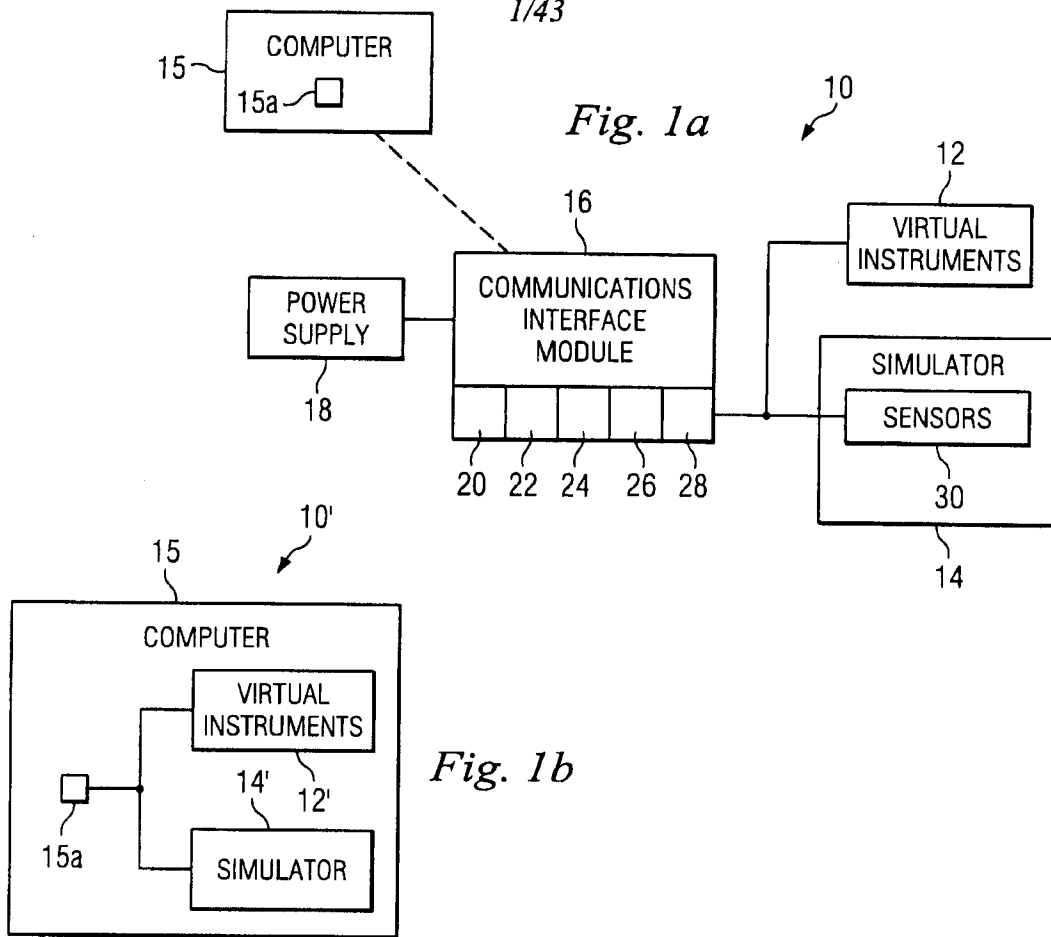 1/43
COMPUTER
15
15a
Fig. 1a
10
12
VIRTUAL
INSTRUMENTS
16
COMMUNICATIONS
INTERFACE
MODULE
POWER
SUPPLY
18
SIMULATOR
SENSORS
30
14
20 22 24 26 28
10'
15
COMPUTER
VIRTUAL
INSTRUMENTS
12'
Fig. 1b
14'
15a
SIMULATOR